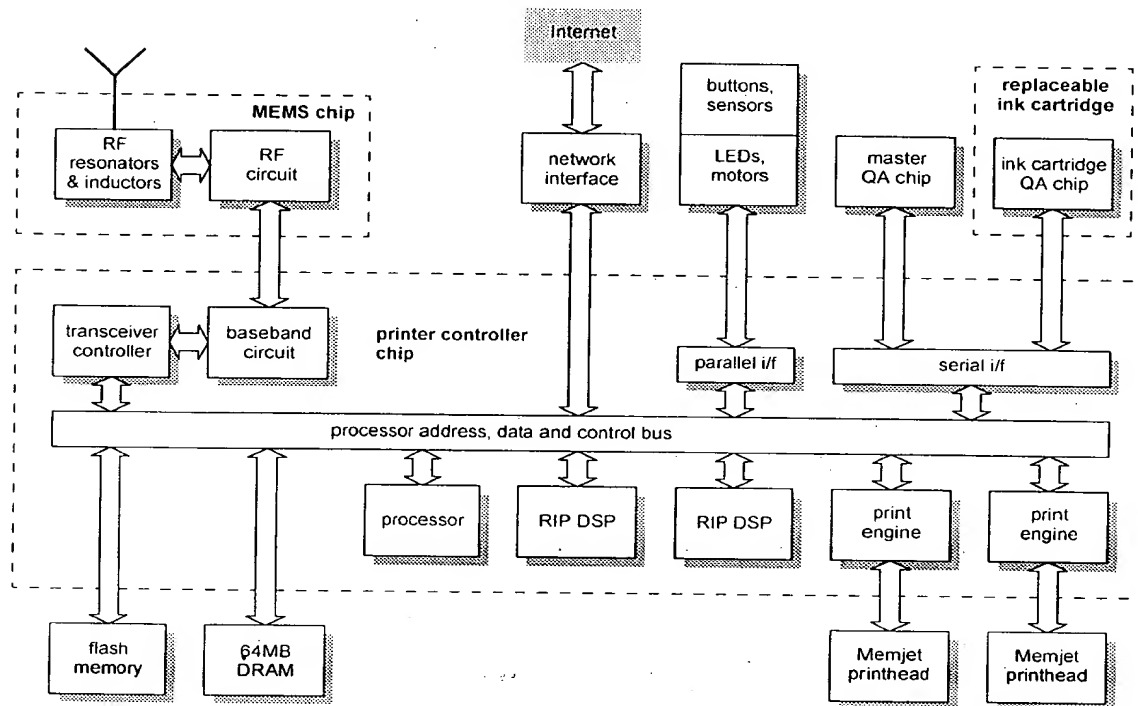 Internet
MEMS chip
RF
resonators
& inductors
RF
circuit
network
interface
buttons,
sensors
LEDs,
motors
master
QA chip
replaceable
ink cartridge
ink cartridge
QA chip
transceiver
controller
baseband
circuit
printer controller
chip
parallel i/f
serial i/f
processor address, data and control bus
processor
RIP DSP
RIP DSP
print
engine
print
engine
flash
memory
64MB
DRAM
Memjet
printhead
Memjet
printhead